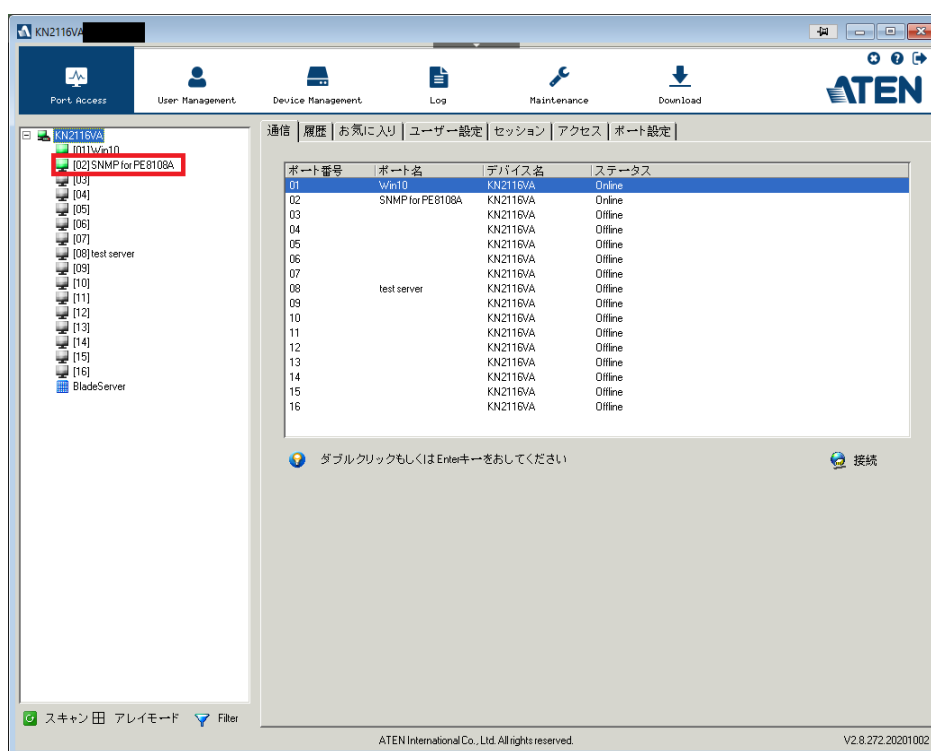 KN2116VA
Port Access
User Management
Device Management
Log
Maintenance
Download
ATEN
KN2116VA
[01]Win10
[02]SNMP for PE8108A
[03]
[04]
[05]
[06]
[07]
[08]test server
[09]
[10]
[11]
[12]
[13]
[14]
[15]
[16]
BladeServer
通信 履歴 お気に入り ユーザー設定 セッション アクセス ポート設定
ポート番号 ポート名 デバイス名 ステータス
01 Win10 KN2116VA Online
02 SNMP for PE8108A KN2116VA Online
03 KN2116VA Offline
04 KN2116VA Offline
05 KN2116VA Offline
06 KN2116VA Offline
07 KN2116VA Offline
08 test server KN2116VA Offline
09 KN2116VA Offline
10 KN2116VA Offline
11 KN2116VA Offline
12 KN2116VA Offline
13 KN2116VA Offline
14 KN2116VA Offline
15 KN2116VA Offline
16 KN2116VA Offline
ダブルクリックもしくはEnterキーをおしてください
接続
スキャン アレイモード Filter
ATEN International Co., Ltd. All rights reserved.
V2.8.272.20201002